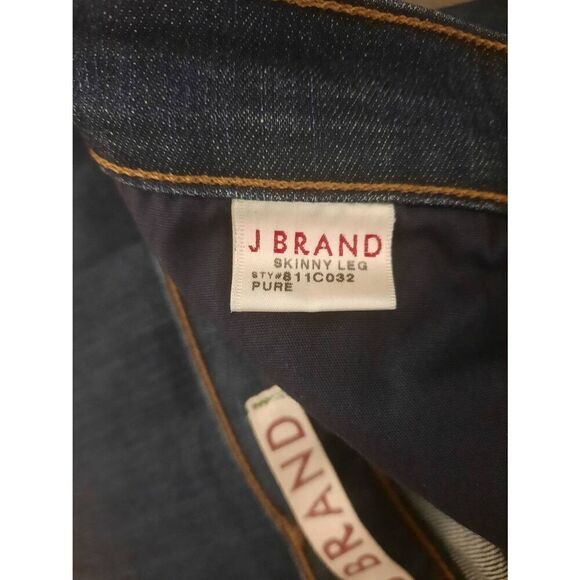 J BRAND
SKINNY LEG
STY#811C032
PURE
BRAND